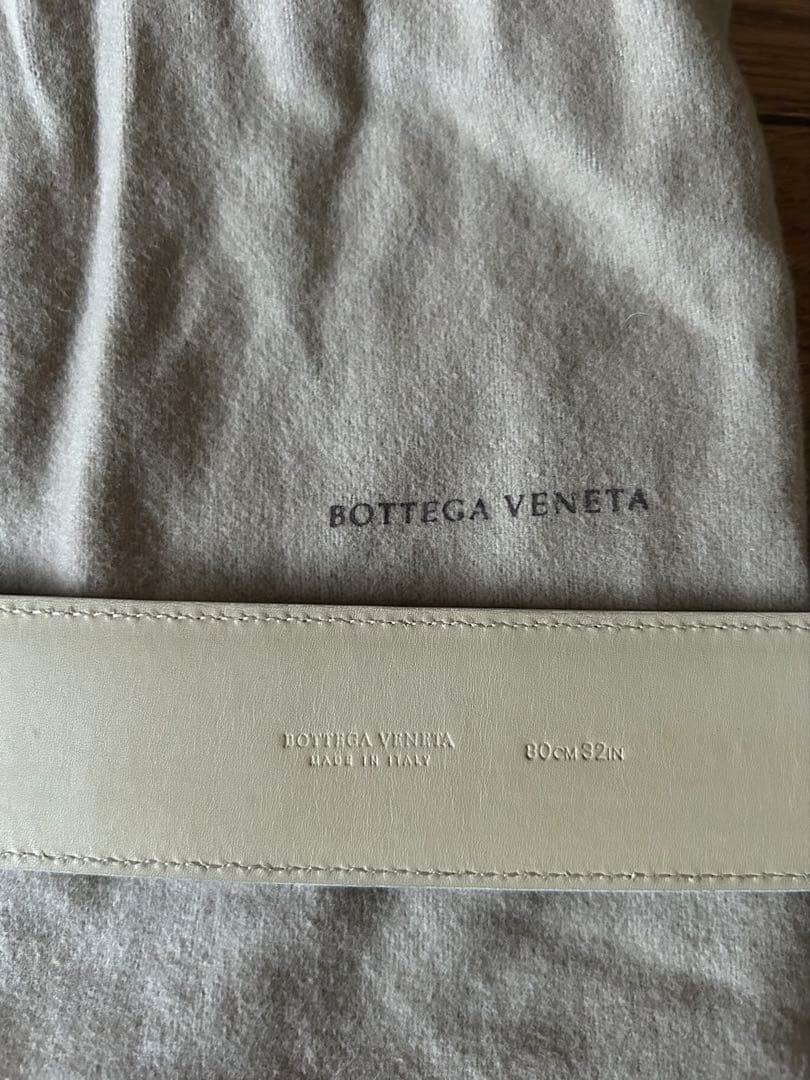 BOTTEGA VENETA
BOTTEGA VENETA
MADE IN ITALY
80CM 32IN